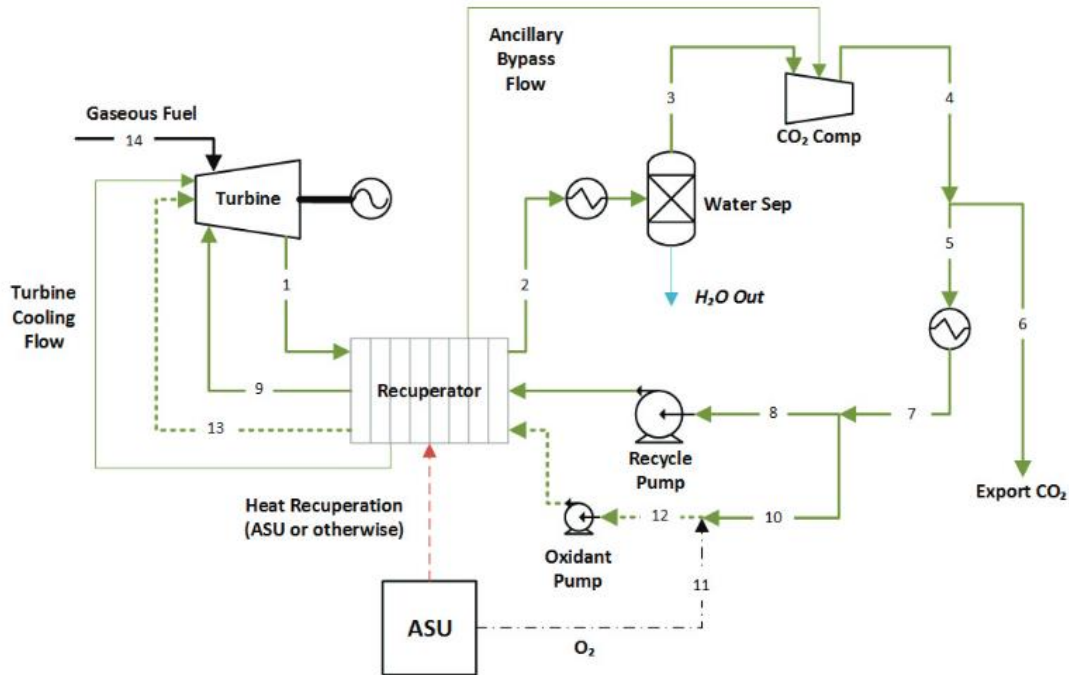 Ancillary
Bypass
Flow
3
4
CO₂ Comp
Gaseous Fuel
14
Turbine
Water Sep
5
1
2
H₂O Out
6
Turbine
Cooling
Flow
9
Recuperator
8
7
13
Recycle
Pump
Export CO₂
Heat Recuperation
(ASU or otherwise)
12
10
Oxidant
Pump
11
ASU
O₂